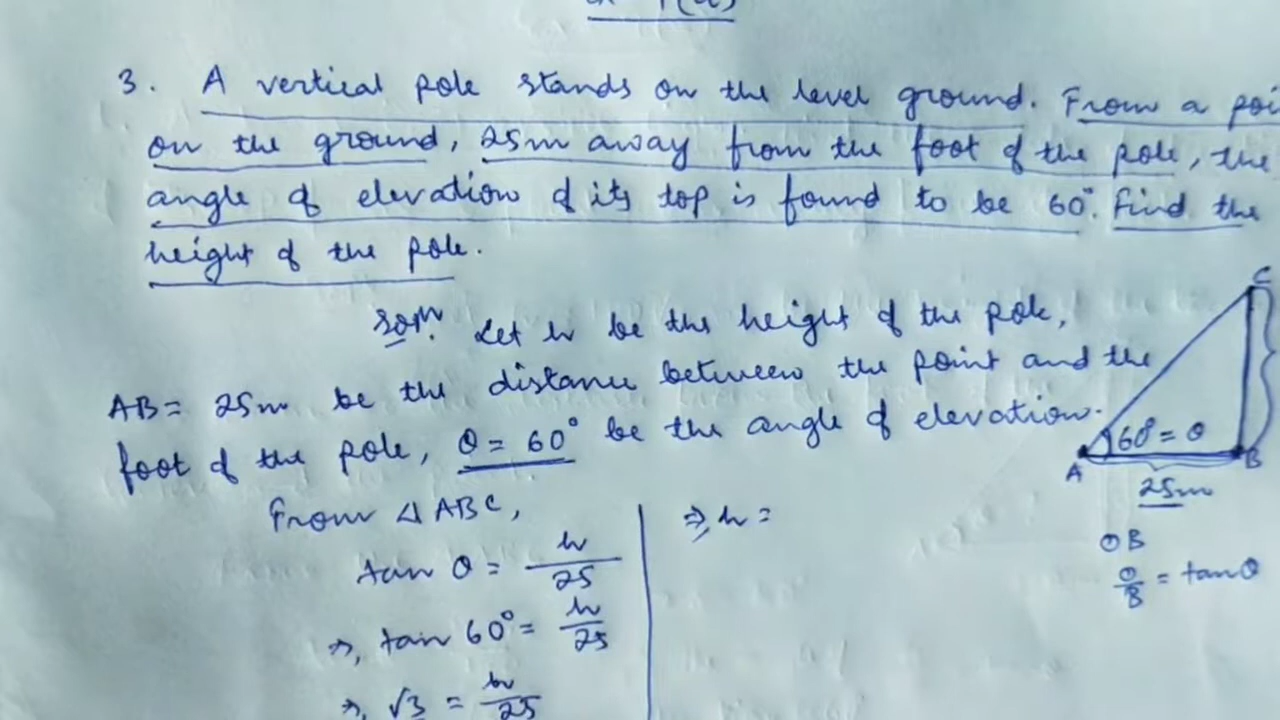 3. A vertical pole stands on the level ground. From a poi
on the ground, 25m away from the foot of the pole, the
angle of elevation of its top is found to be 60°. Find the
height of the pole.
Soln. Let h be the height of the pole,
AB = 25m be the distance between the point and the
foot of the pole, θ = 60° be the angle of elevation.
From ΔABC,
tan θ = h/25
⇒, tan 60° = h/25
⇒, √3 = h/25
⇒, h =
C
60° = θ
A
B
25m
OB
O/B = tan θ